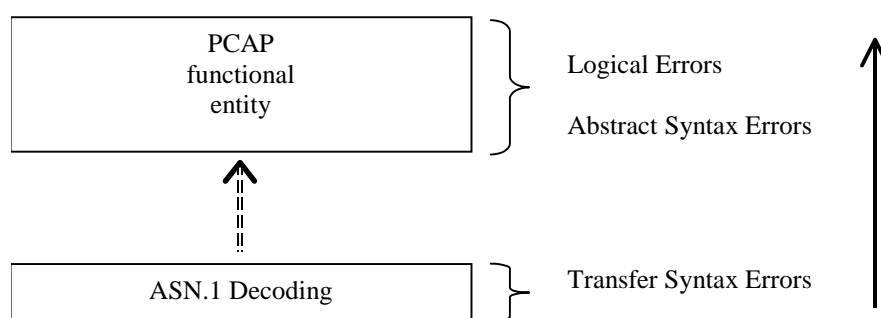 PCAP
functional
entity
Logical Errors
Abstract Syntax Errors
ASN.1 Decoding
Transfer Syntax Errors